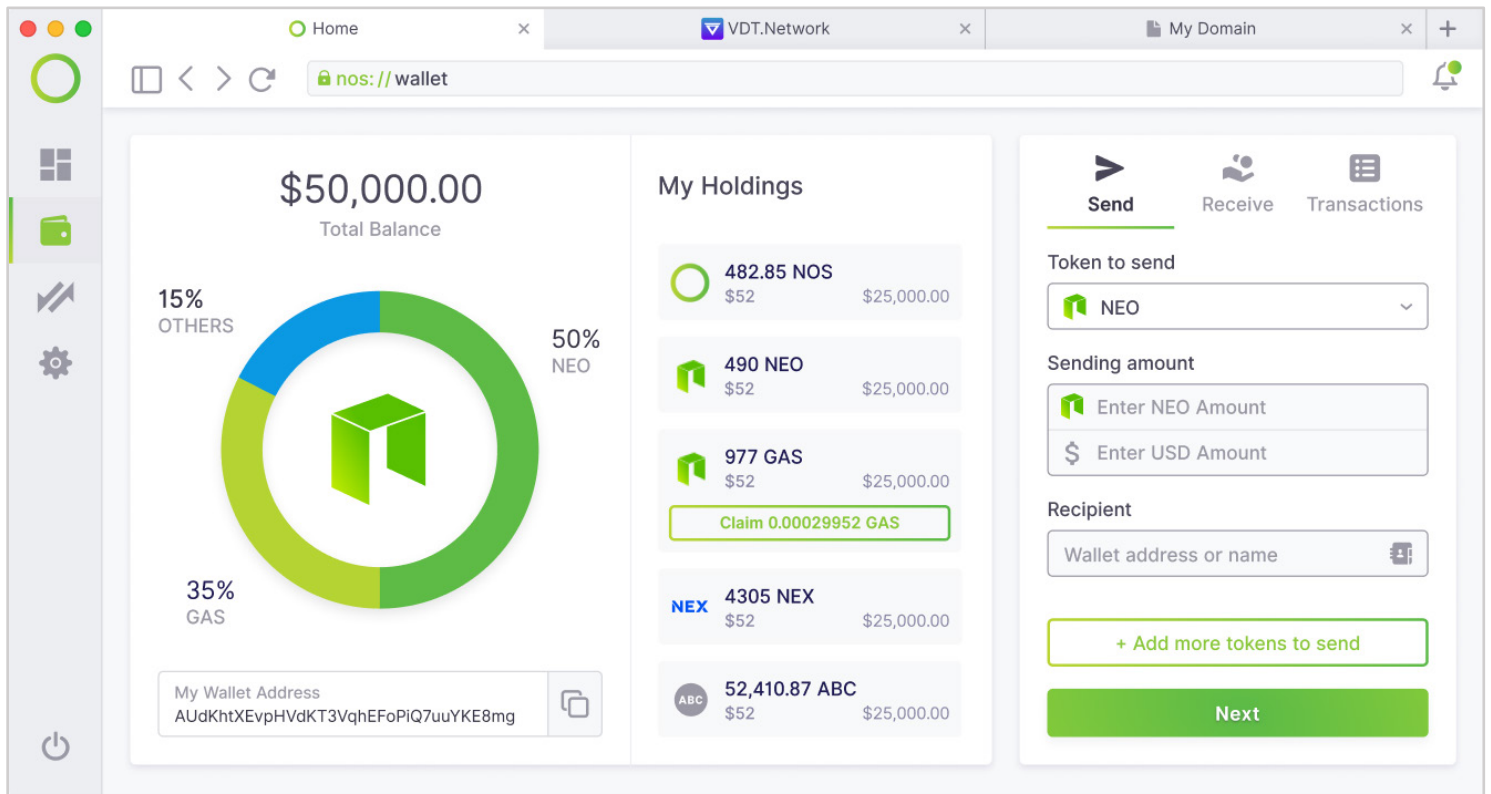 Home
VDT.Network
My Domain
nos://wallet
$50,000.00
Total Balance
15%
OTHERS
50%
NEO
35%
GAS
My Wallet Address
AUdKhtXEvpHVdKT3VqhEFoPiQ7uuYKE8mg
My Holdings
482.85 NOS
$52 $25,000.00
490 NEO
$52 $25,000.00
977 GAS
$52 $25,000.00
Claim 0.00029952 GAS
NEX
4305 NEX
$52 $25,000.00
ABC
52,410.87 ABC
$52 $25,000.00
Send Receive Transactions
Token to send
NEO
Sending amount
Enter NEO Amount
$ Enter USD Amount
Recipient
Wallet address or name
+ Add more tokens to send
Next